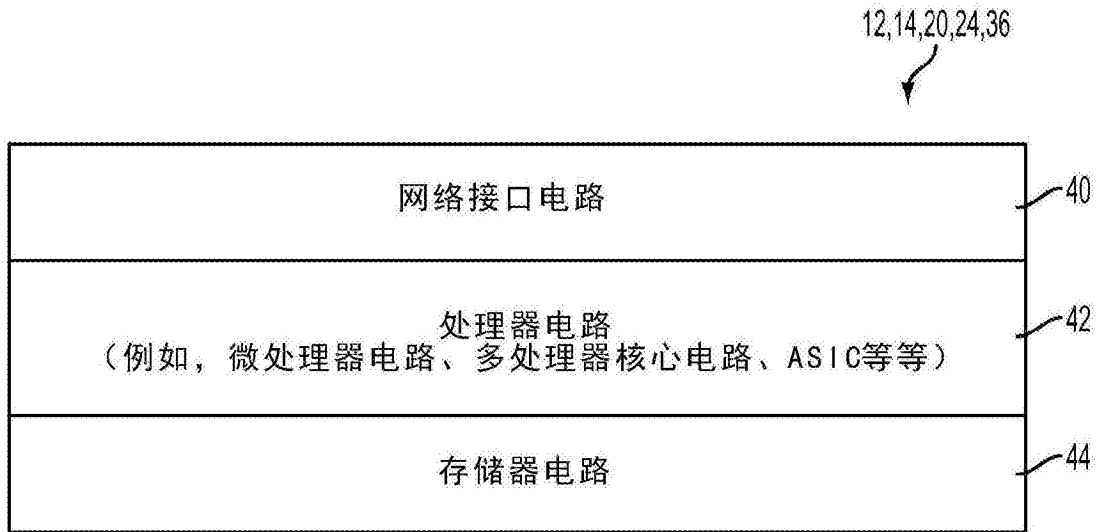 12,14,20,24,36
网络接口电路
40
处理器电路
42
（例如，微处理器电路、多处理器核心电路、ASIC等等）
存储器电路
44